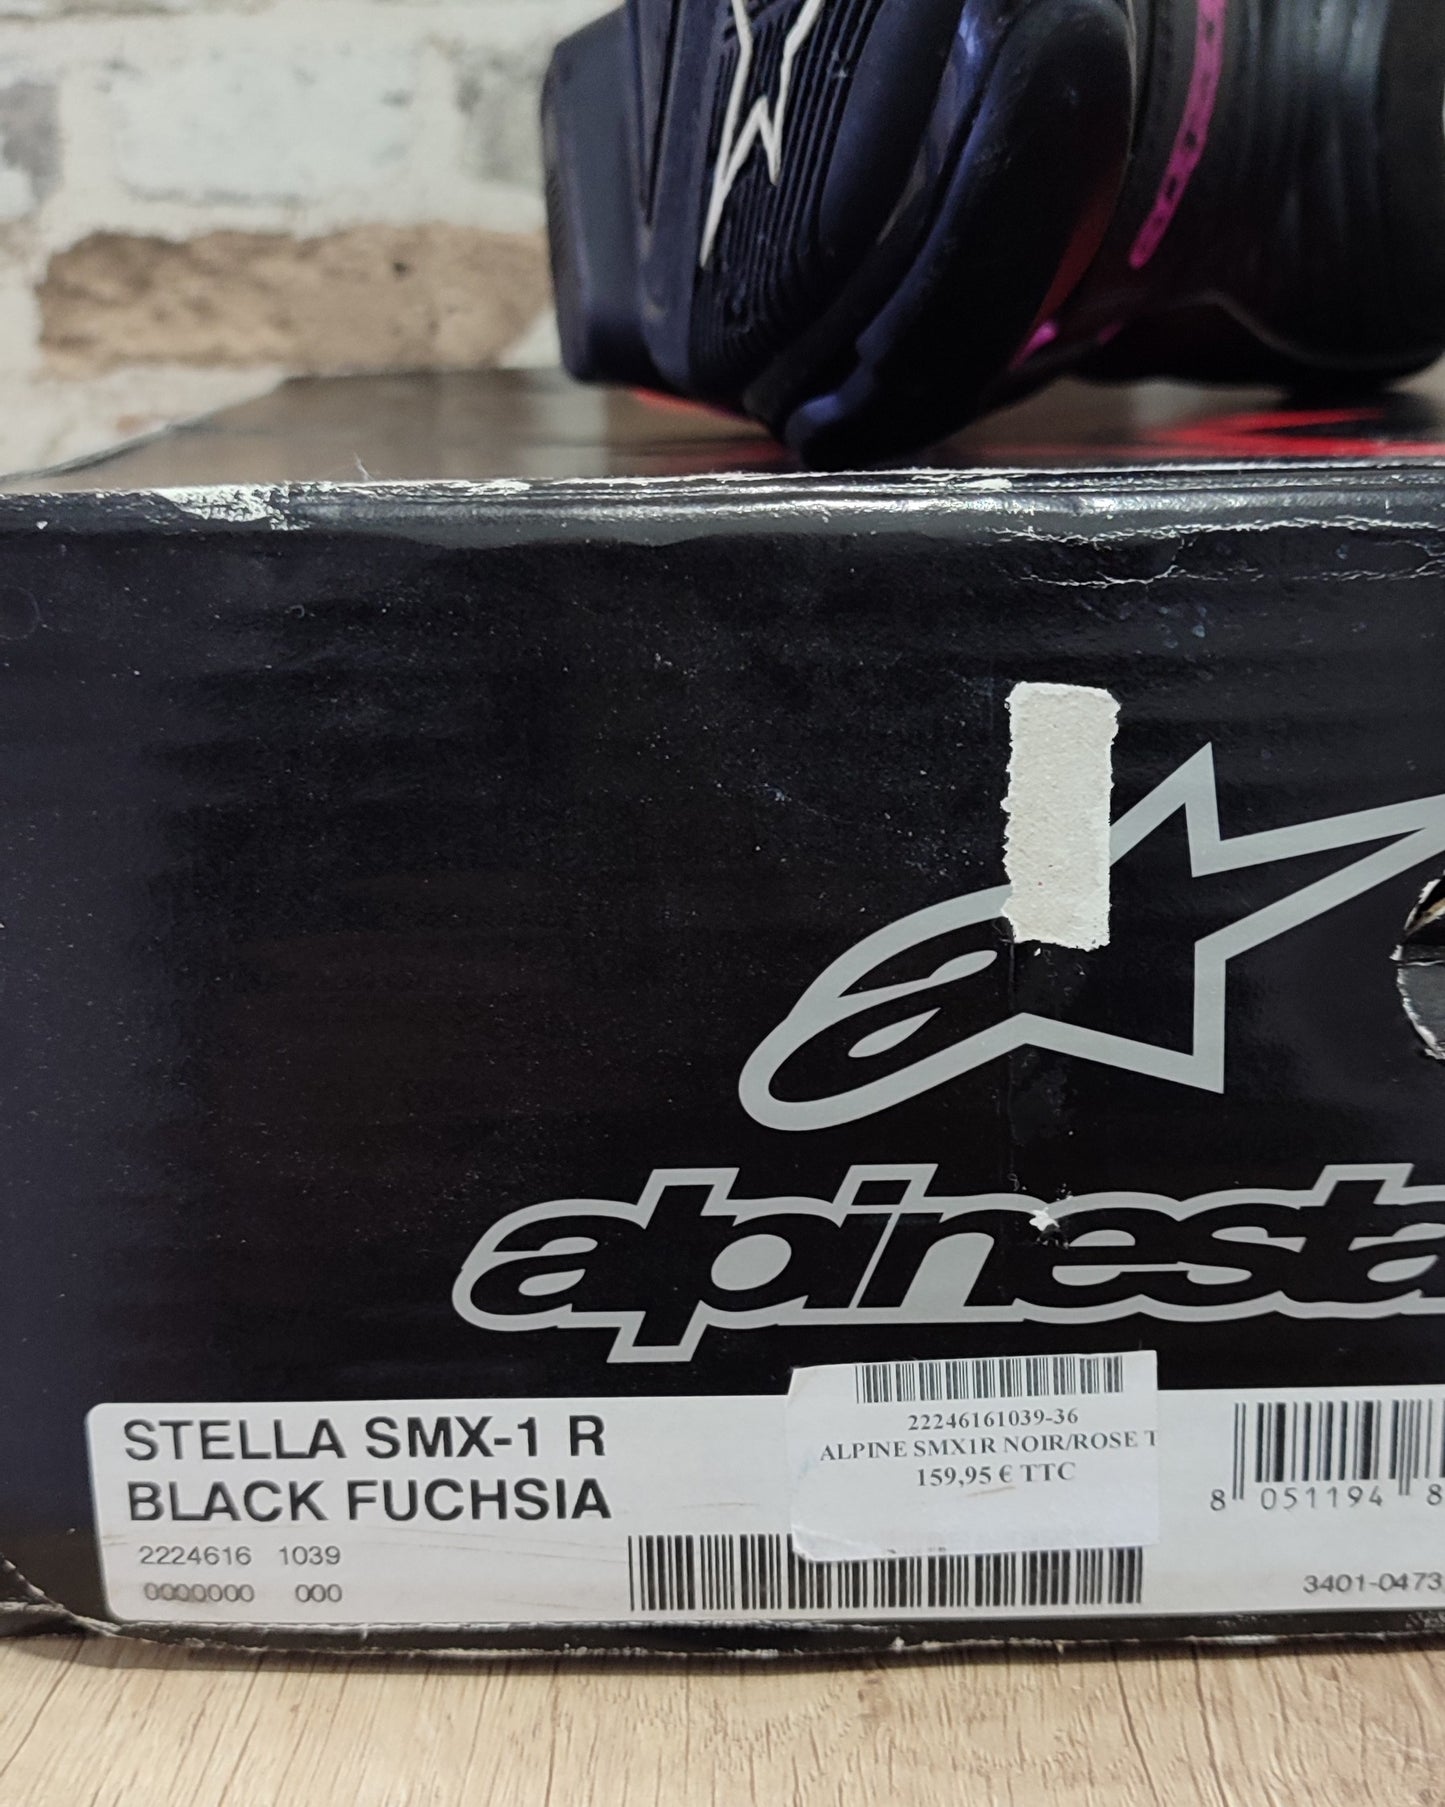 alpinesta
22246161039-36
ALPINE SMX1R NOIR/ROSE T
159,95 € TTC
STELLA SMX-1 R
BLACK FUCHSIA
2224616 1039
0000000 000
8 051194 8
3401-0473